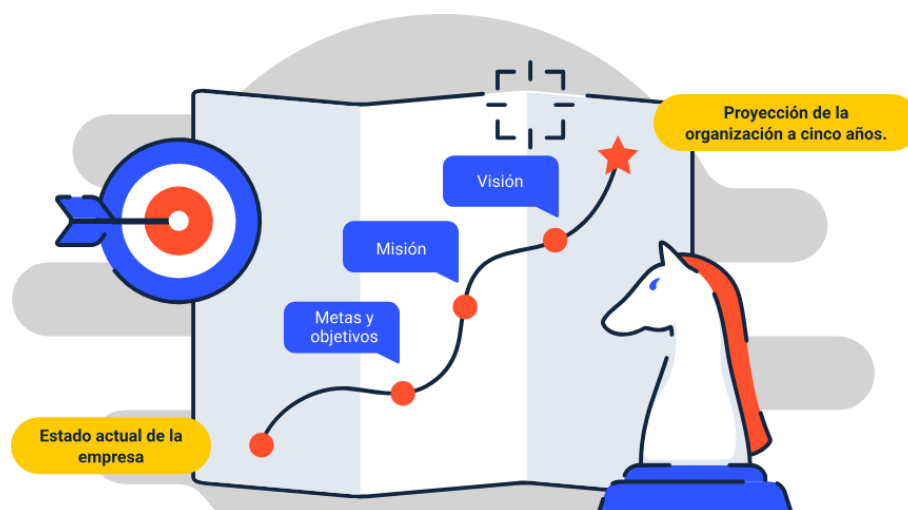 Proyección de la
organización a cinco años.
Visión
Misión
Metas y
objetivos
Estado actual de la
empresa